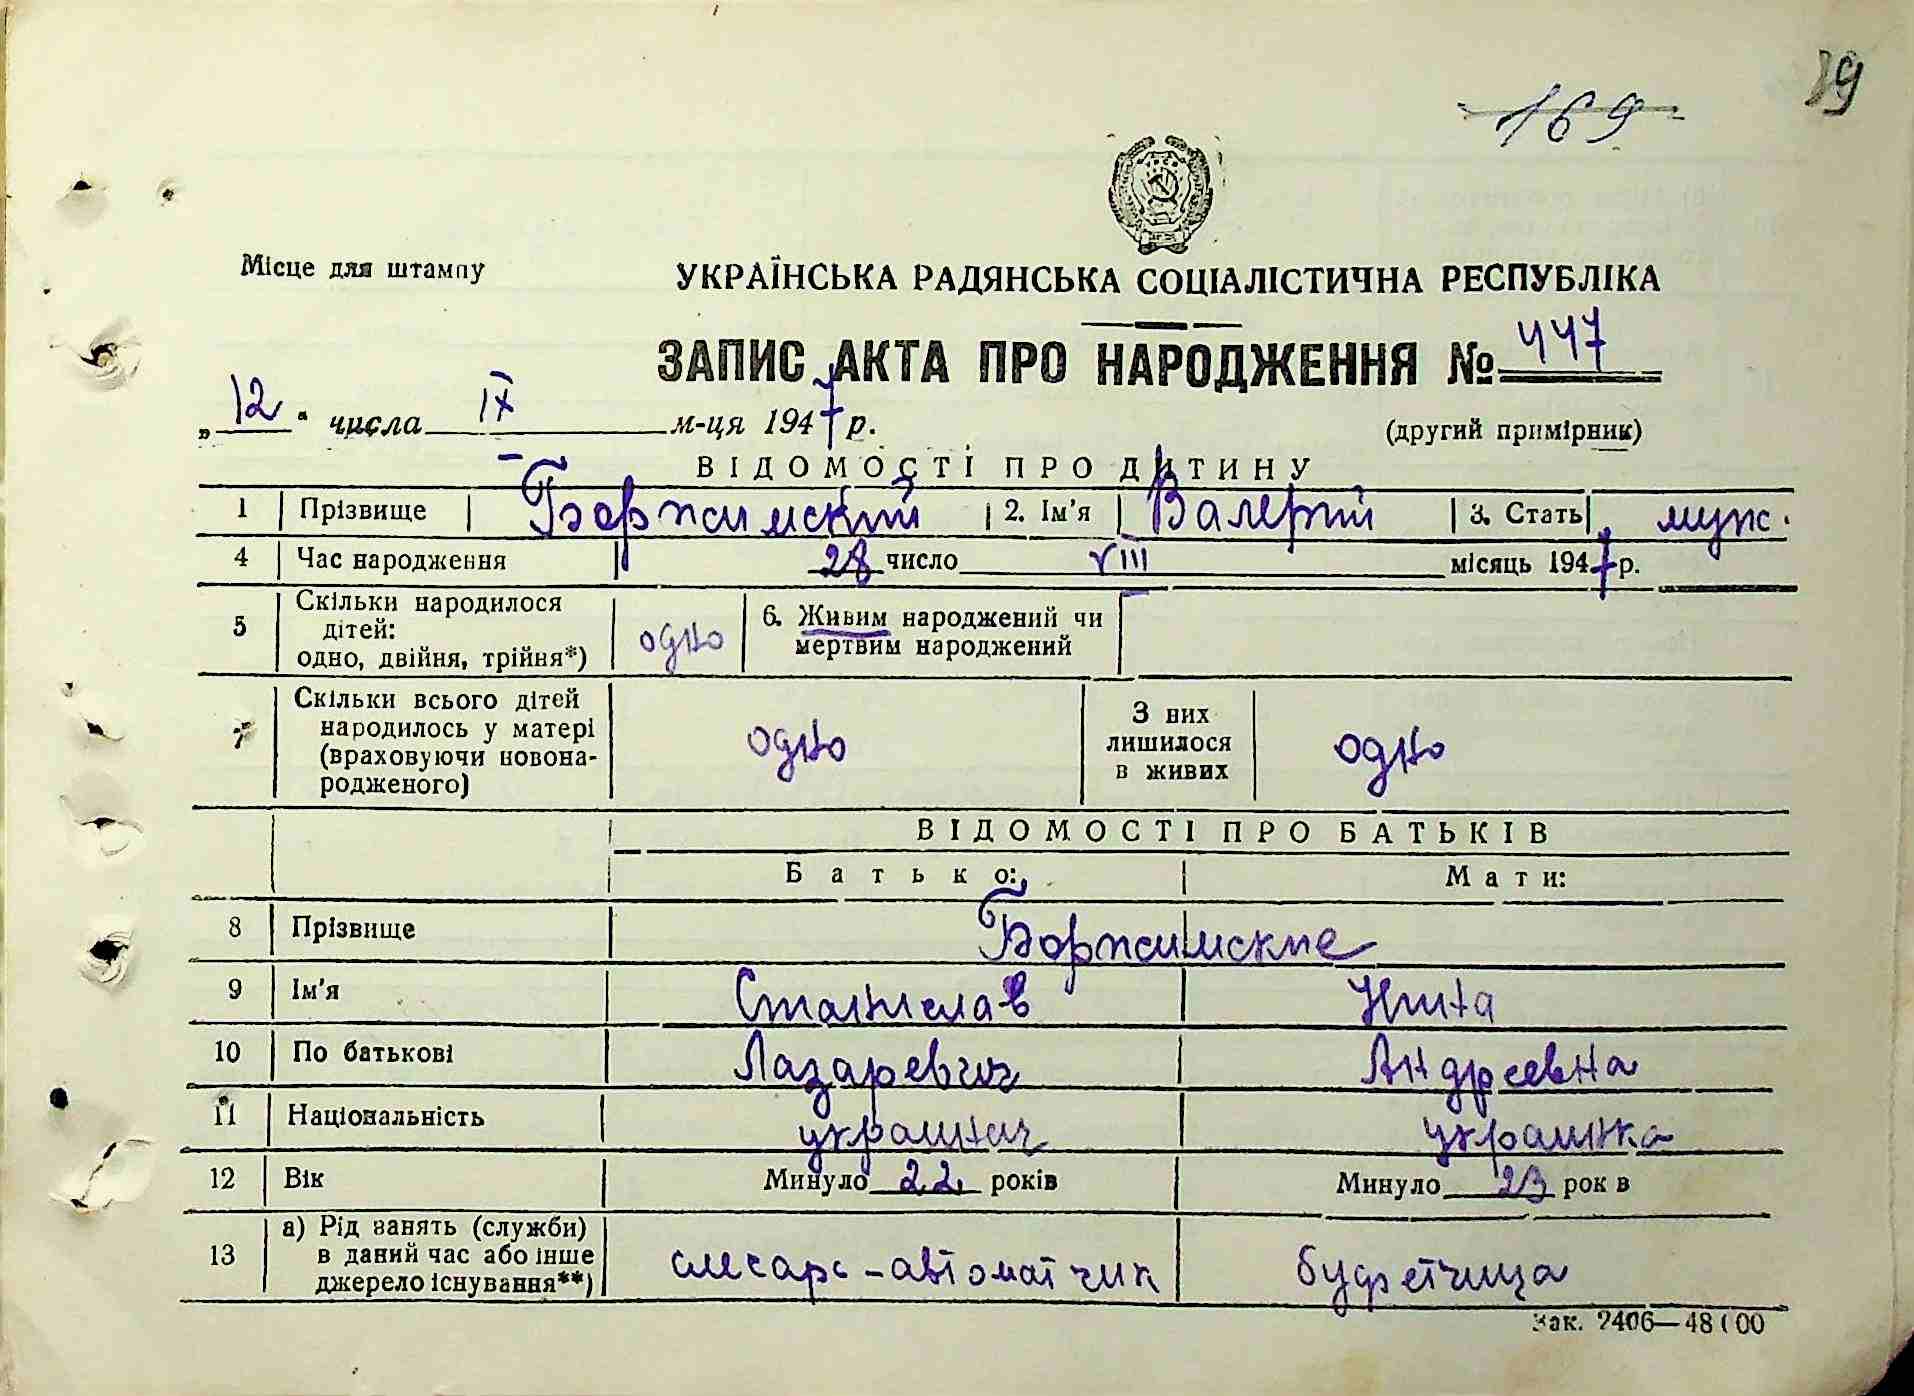 39
169
Місце для штампу
УКРАЇНСЬКА РАДЯНСЬКА СОЦІАЛІСТИЧНА РЕСПУБЛІКА
ЗАПИС АКТА ПРО НАРОДЖЕННЯ № 447
„12“ числа IX м-ця 1947 р.
(другий примірник)
ВІДОМОСТІ ПРО ДИТИНУ
1 Прізвище Боржимский 2. Ім'я Валерий 3. Стать муж.
4 Час народження 28 число VIII місяць 1947 р.
5 Скільки народилося дітей: одно, двійня, трійня*) одно 6. Живим народжений чи мертвим народжений
7 Скільки всього дітей народилось у матері (враховуючи новонародженого) одно З них лишилося в живих одно
ВІДОМОСТІ ПРО БАТЬКІВ
Батько: Мати:
8 Прізвище Боржимские
9 Ім'я Станислав Нина
10 По батькові Лазаревич Андреевна
11 Національність украинец украинка
12 Вік Минуло 22 років Минуло 23 рок в
13 а) Рід занять (служби) в даний час або інше джерело існування**) слесарь-автоматчик буфетчица
Зак. 2406—48000